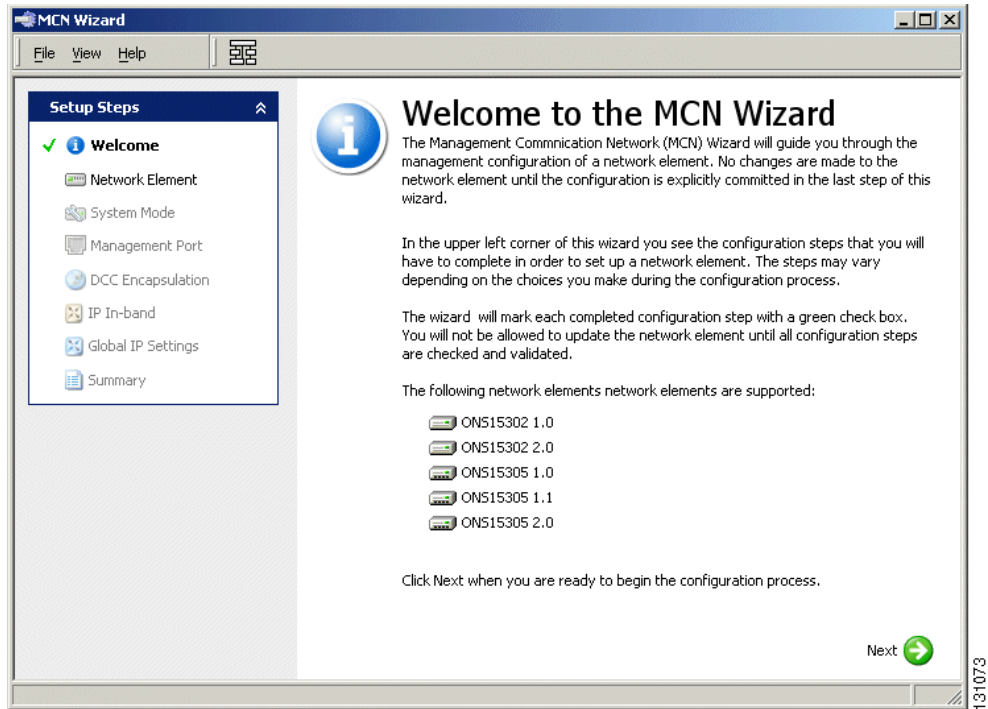 MCN Wizard
File View Help
Setup Steps
Welcome
Network Element
System Mode
Management Port
DCC Encapsulation
IP In-band
Global IP Settings
Summary
Welcome to the MCN Wizard
The Management Commnication Network (MCN) Wizard will guide you through the
management configuration of a network element. No changes are made to the
network element until the configuration is explicitly committed in the last step of this
wizard.
In the upper left corner of this wizard you see the configuration steps that you will
have to complete in order to set up a network element. The steps may vary
depending on the choices you make during the configuration process.
The wizard will mark each completed configuration step with a green check box.
You will not be allowed to update the network element until all configuration steps
are checked and validated.
The following network elements network elements are supported:
ONS15302 1.0
ONS15302 2.0
ONS15305 1.0
ONS15305 1.1
ONS15305 2.0
Click Next when you are ready to begin the configuration process.
Next
131073